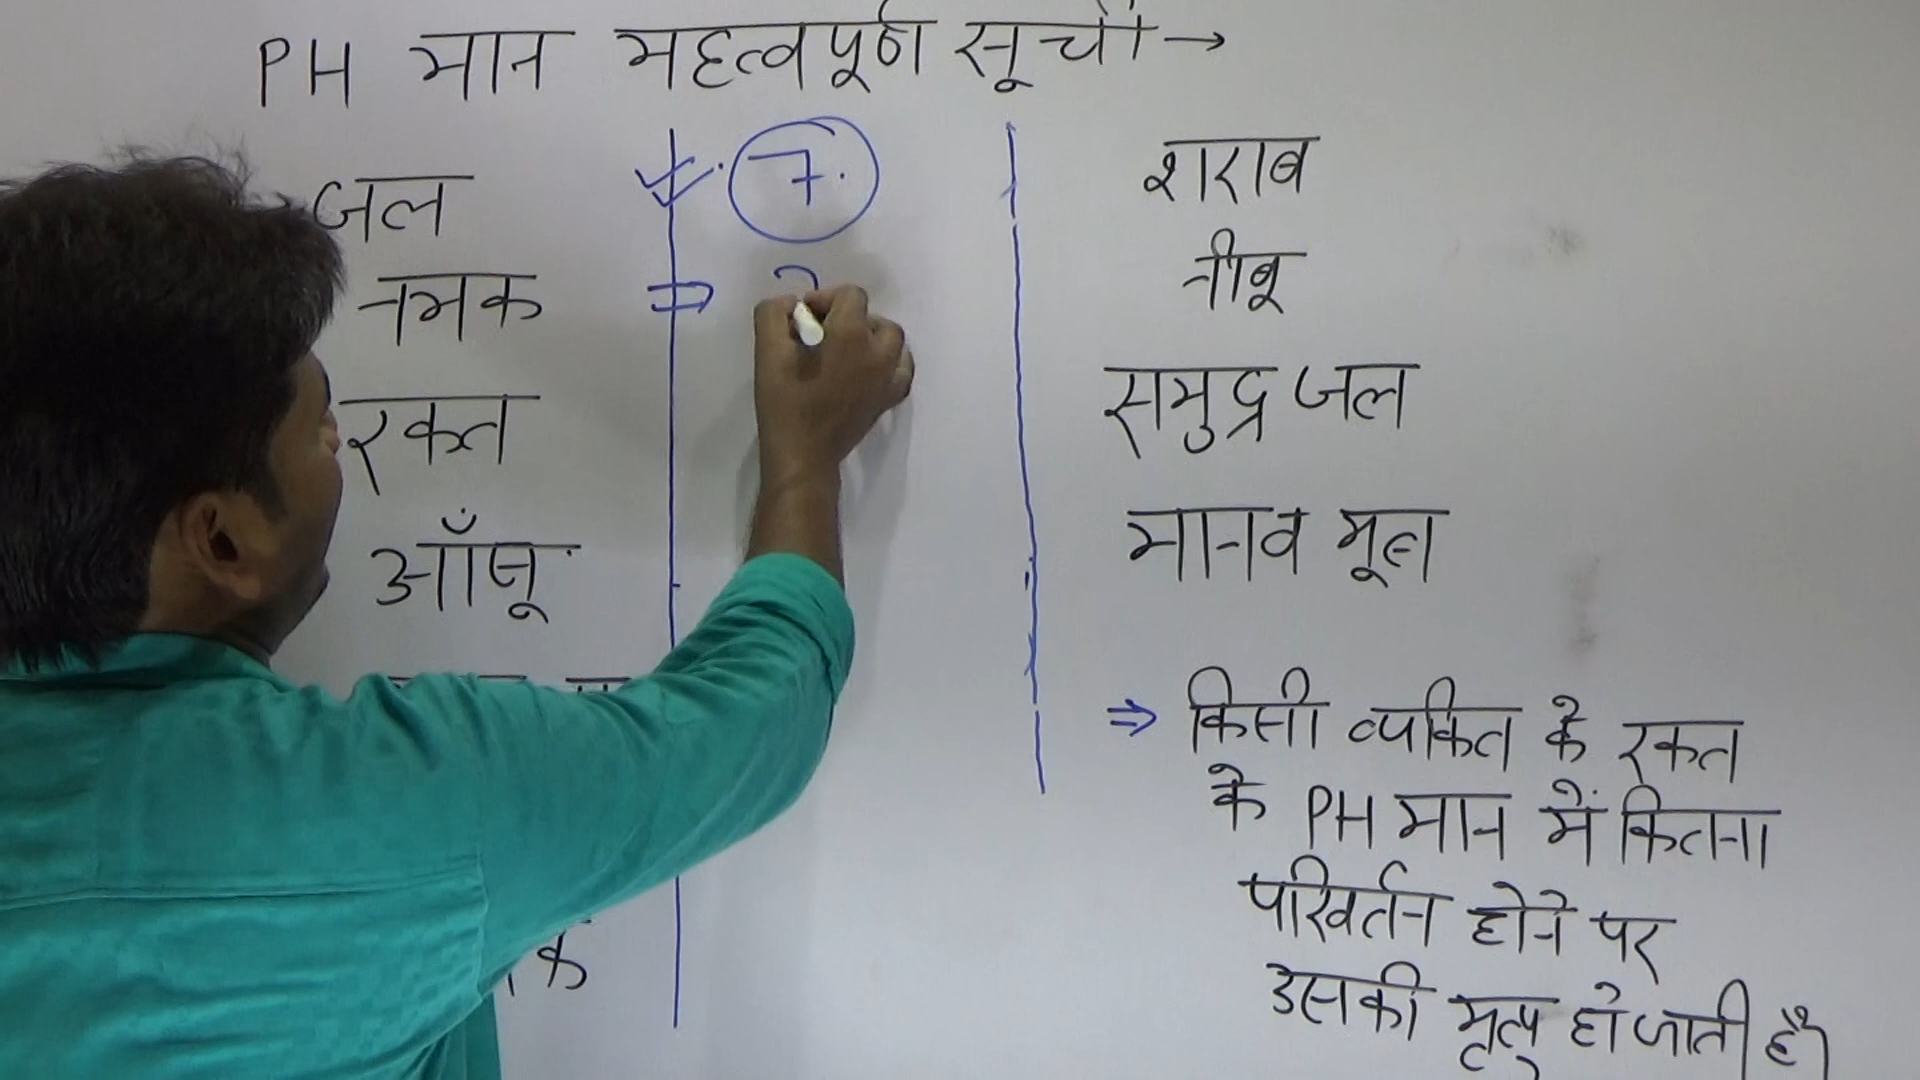 PH मान महत्वपूर्ण सूची →
जल 7.
नमक ⇒
रक्त
आँसू
शराब
नीबू
समुद्र जल
मानव मूत्र
⇒ किसी व्यकित के रकत
के PH मान में कितना
परिवर्तन होने पर
उसकी मृत्यु हो जाती है